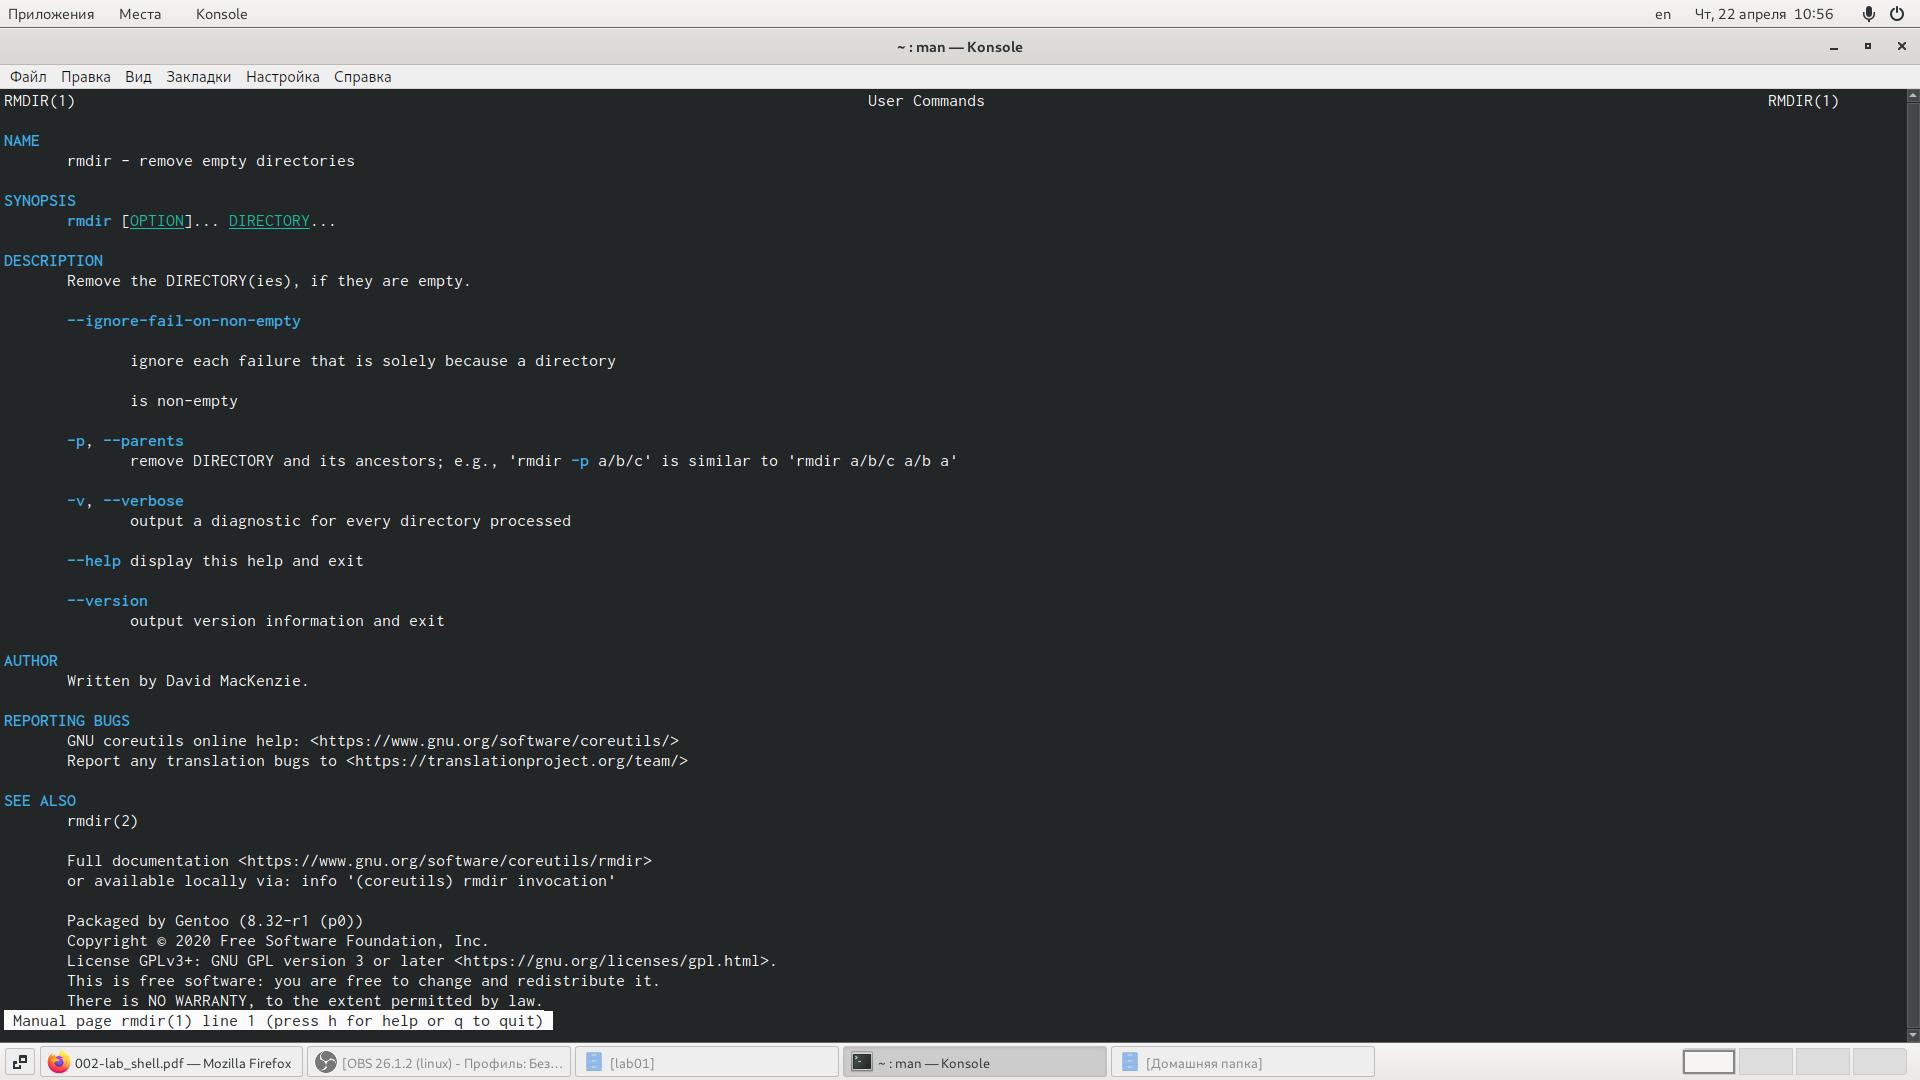 Приложения Места Konsole en Чт, 22 апреля 10:56
~ : man — Konsole
Файл Правка Вид Закладки Настройка Справка
RMDIR(1) User Commands RMDIR(1)
NAME
rmdir - remove empty directories
SYNOPSIS
rmdir [OPTION]... DIRECTORY...
DESCRIPTION
Remove the DIRECTORY(ies), if they are empty.
--ignore-fail-on-non-empty
ignore each failure that is solely because a directory
is non-empty
-p, --parents
remove DIRECTORY and its ancestors; e.g., 'rmdir -p a/b/c' is similar to 'rmdir a/b/c a/b a'
-v, --verbose
output a diagnostic for every directory processed
--help display this help and exit
--version
output version information and exit
AUTHOR
Written by David MacKenzie.
REPORTING BUGS
GNU coreutils online help: <https://www.gnu.org/software/coreutils/>
Report any translation bugs to <https://translationproject.org/team/>
SEE ALSO
rmdir(2)
Full documentation <https://www.gnu.org/software/coreutils/rmdir>
or available locally via: info '(coreutils) rmdir invocation'
Packaged by Gentoo (8.32-r1 (p0))
Copyright © 2020 Free Software Foundation, Inc.
License GPLv3+: GNU GPL version 3 or later <https://gnu.org/licenses/gpl.html>.
This is free software: you are free to change and redistribute it.
There is NO WARRANTY, to the extent permitted by law.
Manual page rmdir(1) line 1 (press h for help or q to quit)
002-lab_shell.pdf — Mozilla Firefox [OBS 26.1.2 (linux) - Профиль: Без… [lab01] ~ : man — Konsole [Домашняя папка]